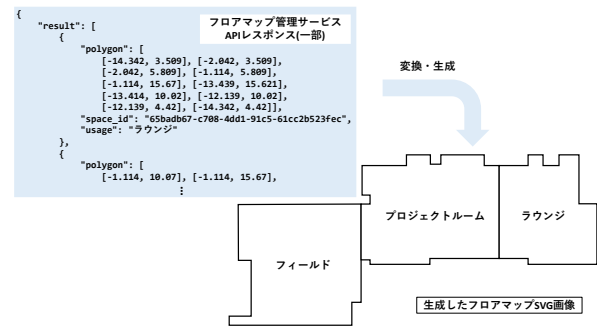 {
"result": [
{
"polygon": [
[-14.342, 3.509], [-2.042, 3.509],
[-2.042, 5.809], [-1.114, 5.809],
[-1.114, 15.67], [-13.439, 15.621],
[-13.414, 10.02], [-12.139, 10.02],
[-12.139, 4.42], [-14.342, 4.42]],
"space_id": "65badb67-c708-4dd1-91c5-61cc2b523fec",
"usage": "ラウンジ"
},
{
"polygon": [
[-1.114, 10.07], [-1.114, 15.67],
⋮
フロアマップ管理サービス
APIレスポンス(一部)
変換・生成
プロジェクトルーム
ラウンジ
フィールド
生成したフロアマップSVG画像